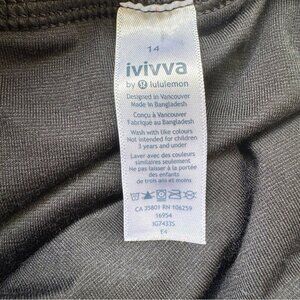 14
ivivva
by lululemon
Designed in Vancouver
Made in Bangladesh
Conçu à Vancouver
Fabriqué au Bangladesh
Wash with like colours
Not intended for children
3 years and under
Laver avec des couleurs
similaires seulement
Ne pas laisser à la
portée des enfants
de trois ans et moins
CA 35801 RN 106259
16954
IG7433S
E4